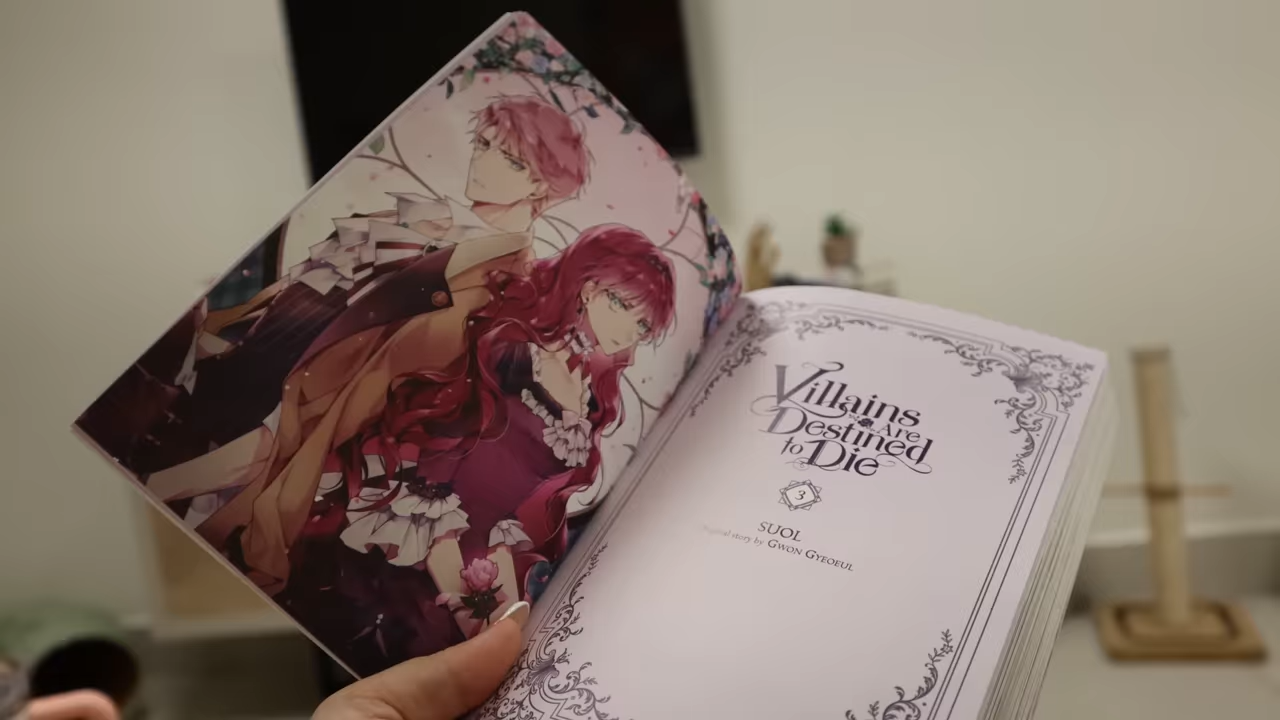 Villains
Are
Destined
to Die
3
SUOL
Original story by GWON GYEOEUL